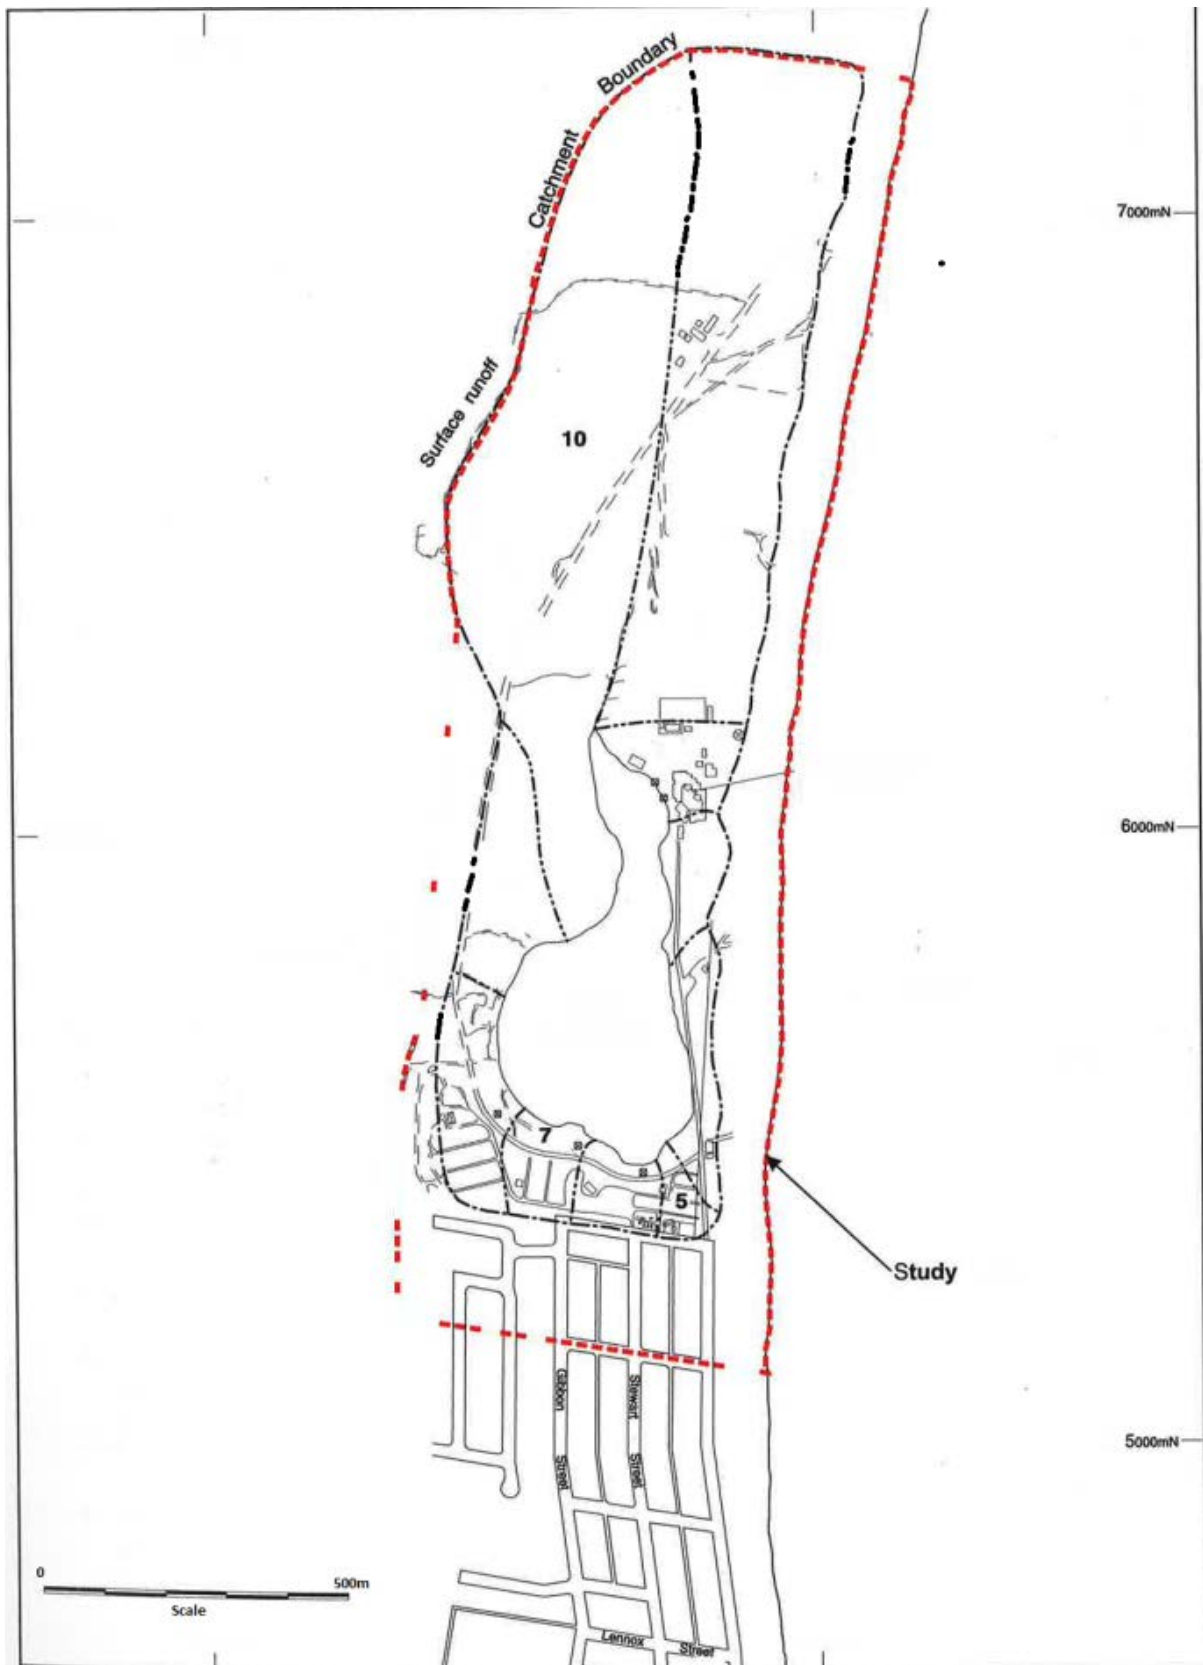 Boundary
Catchment
7000mN
Surface runoff
10
6000mN
7
5
Study
Gibbon Street
Stewart Street
5000mN
0 500m
Scale
Lennox Street